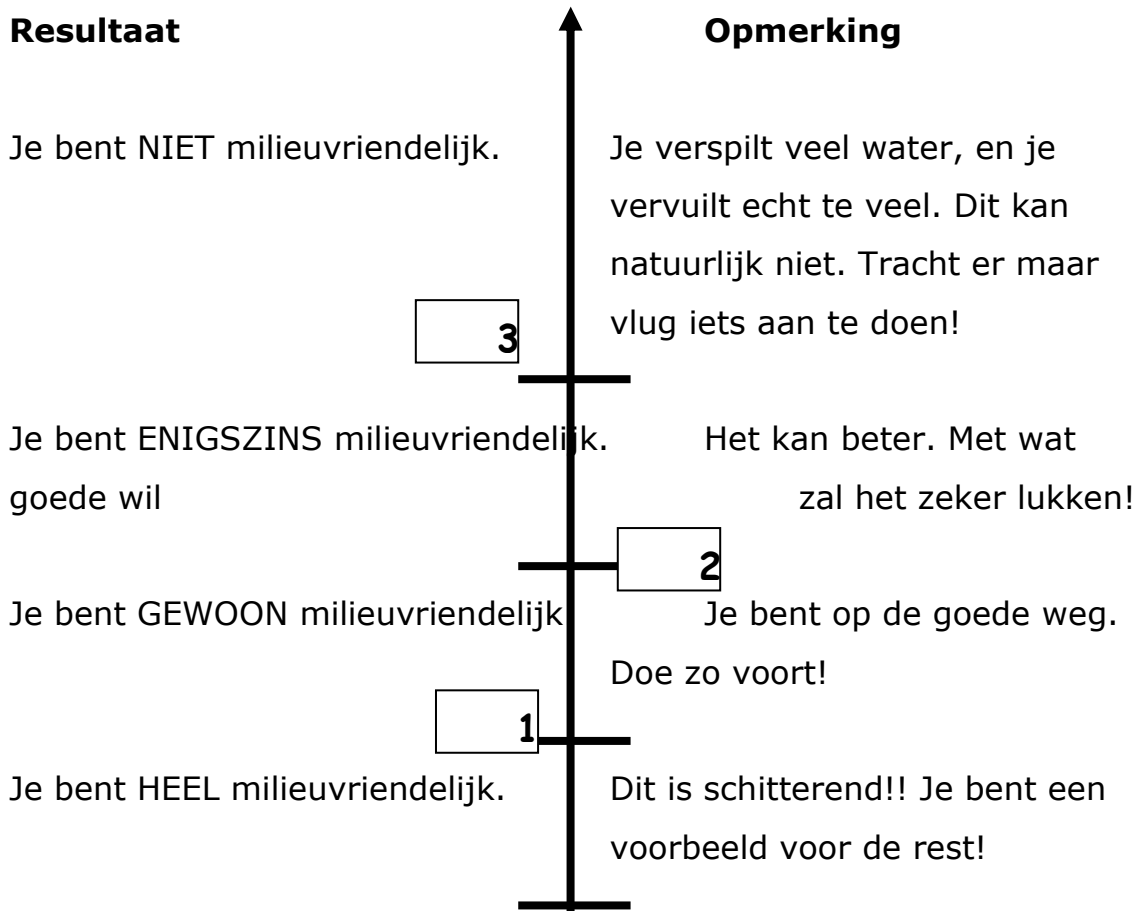 Resultaat Opmerking
Je bent NIET milieuvriendelijk. Je verspilt veel water, en je
vervuilt echt te veel. Dit kan
natuurlijk niet. Tracht er maar
vlug iets aan te doen!
3
Je bent ENIGSZINS milieuvriendelijk. Het kan beter. Met wat
goede wil zal het zeker lukken!
2
Je bent GEWOON milieuvriendelijk Je bent op de goede weg.
Doe zo voort!
1
Je bent HEEL milieuvriendelijk. Dit is schitterend!! Je bent een
voorbeeld voor de rest!